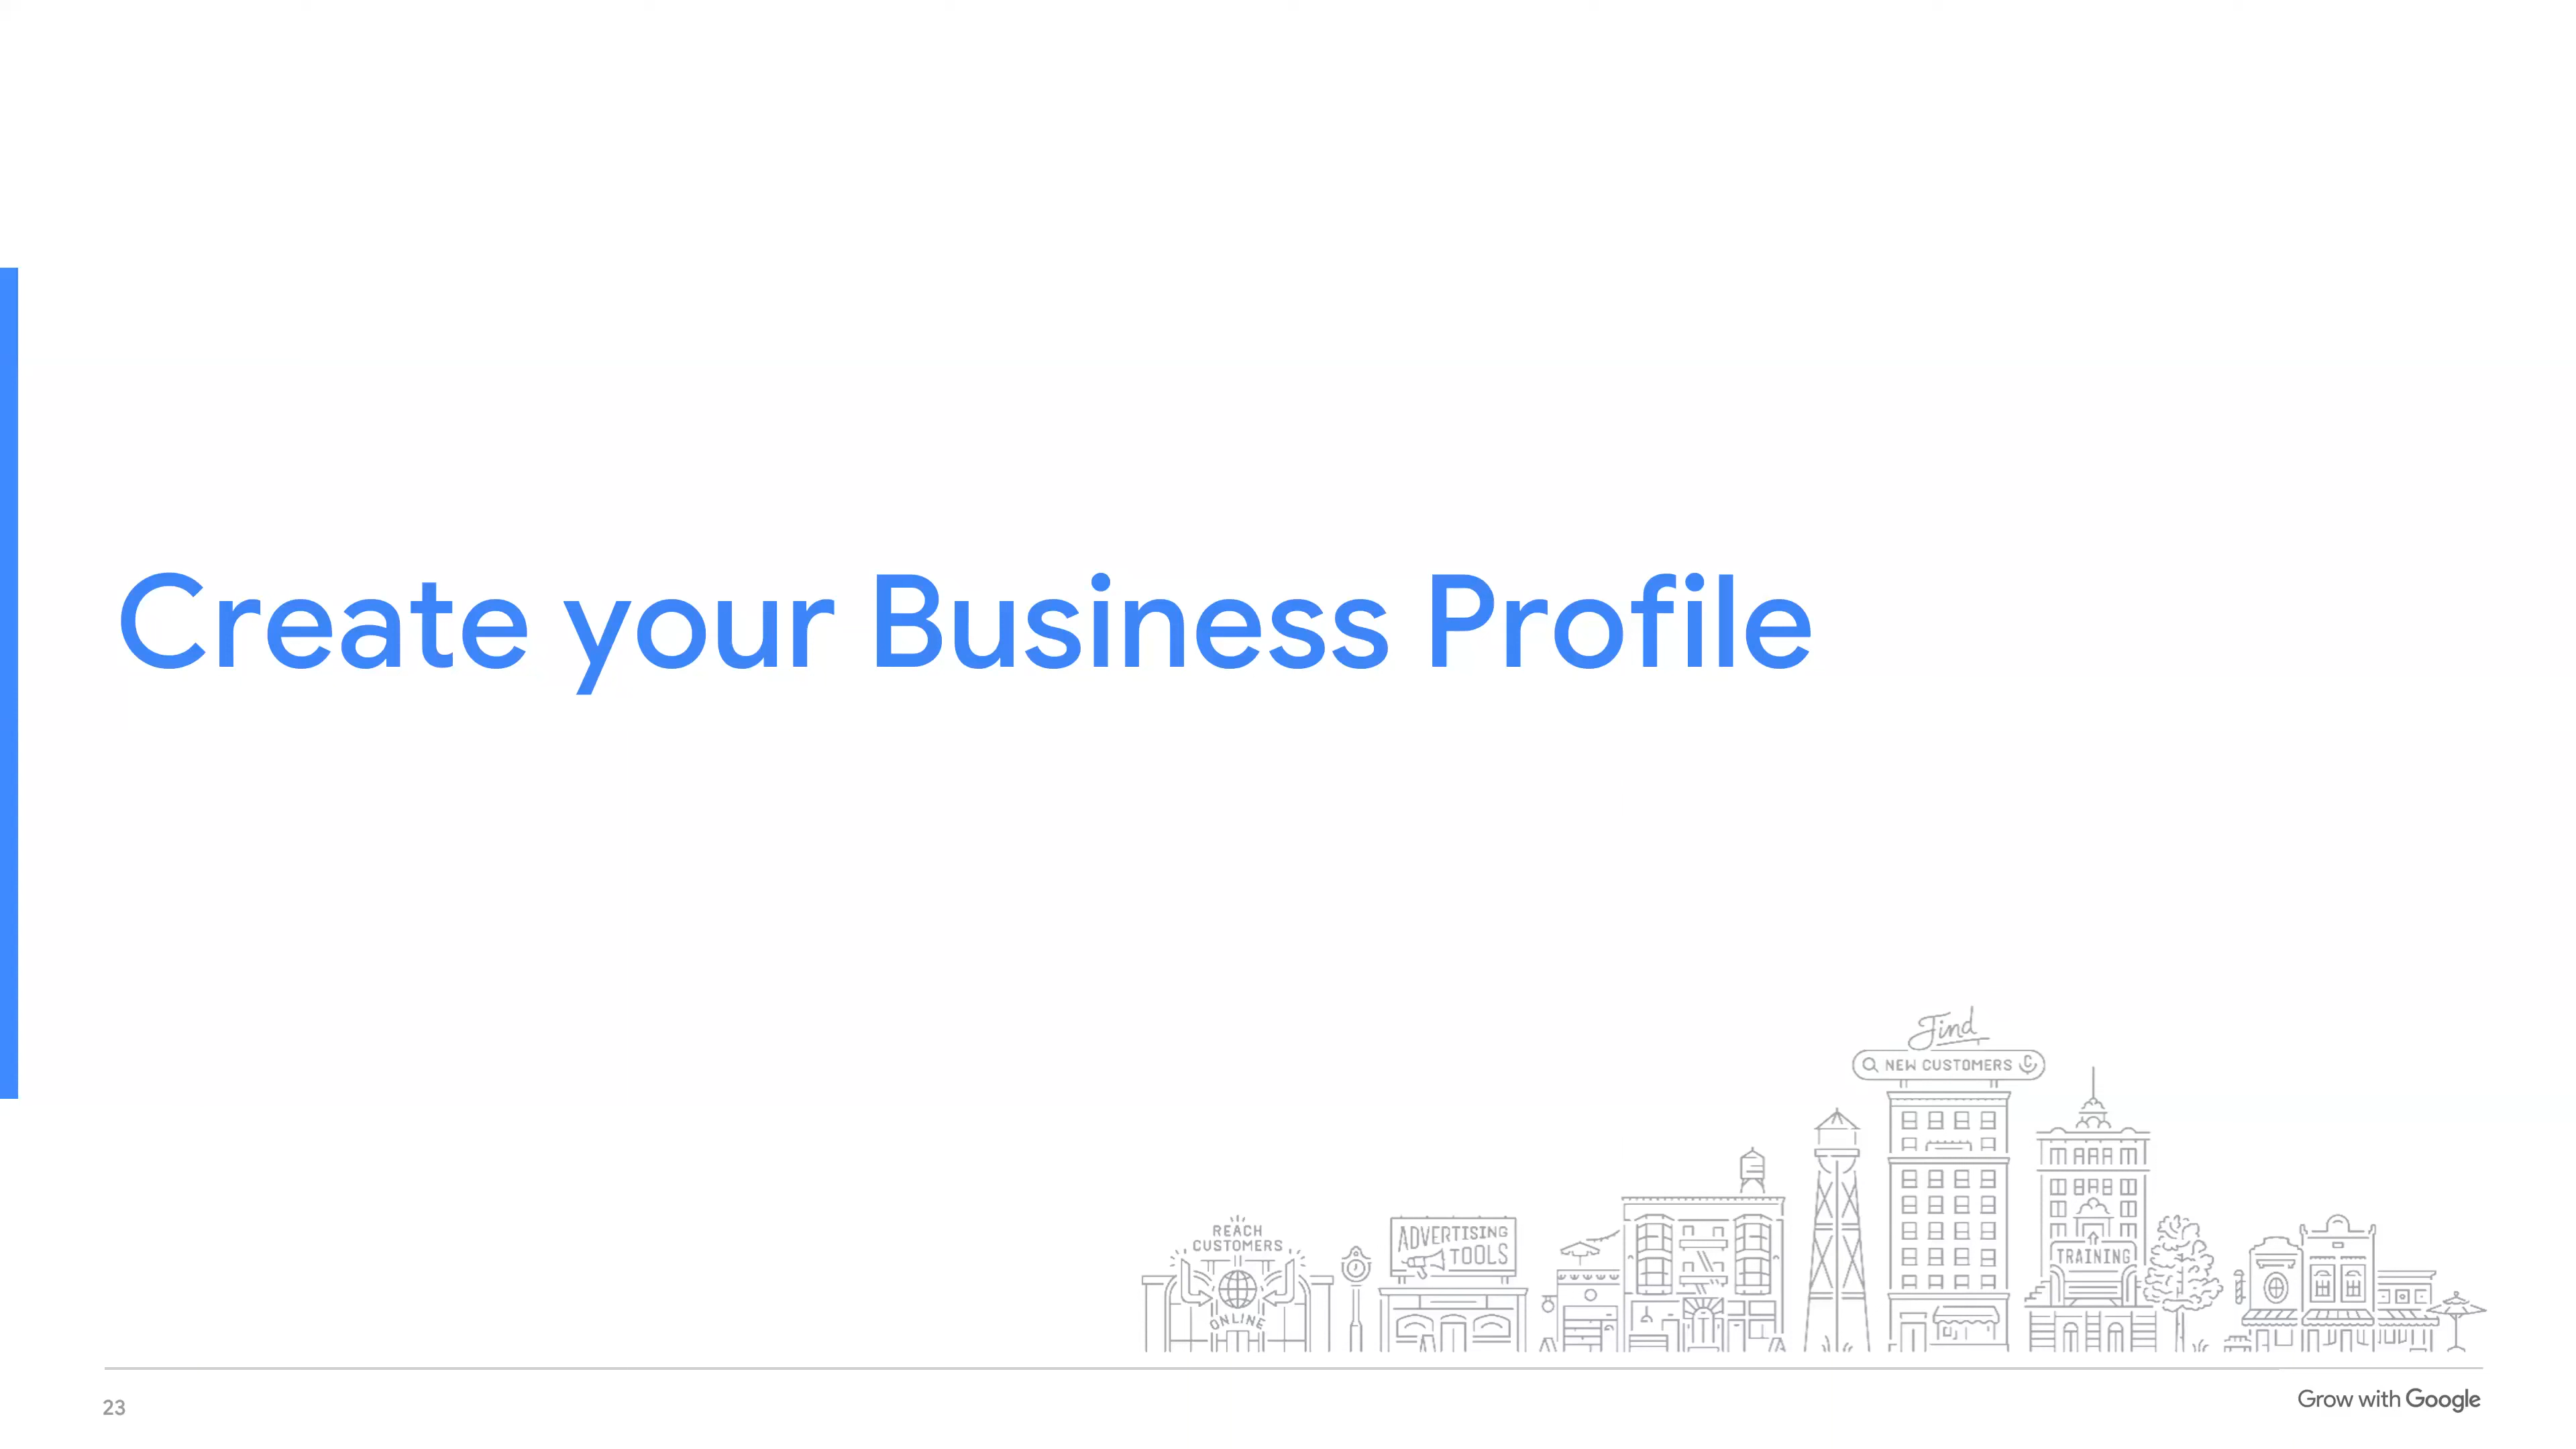 Create your Business Profile
Find
NEW CUSTOMERS
REACH
CUSTOMERS
ONLINE
ADVERTISING
TOOLS
TRAINING
23
Grow with Google